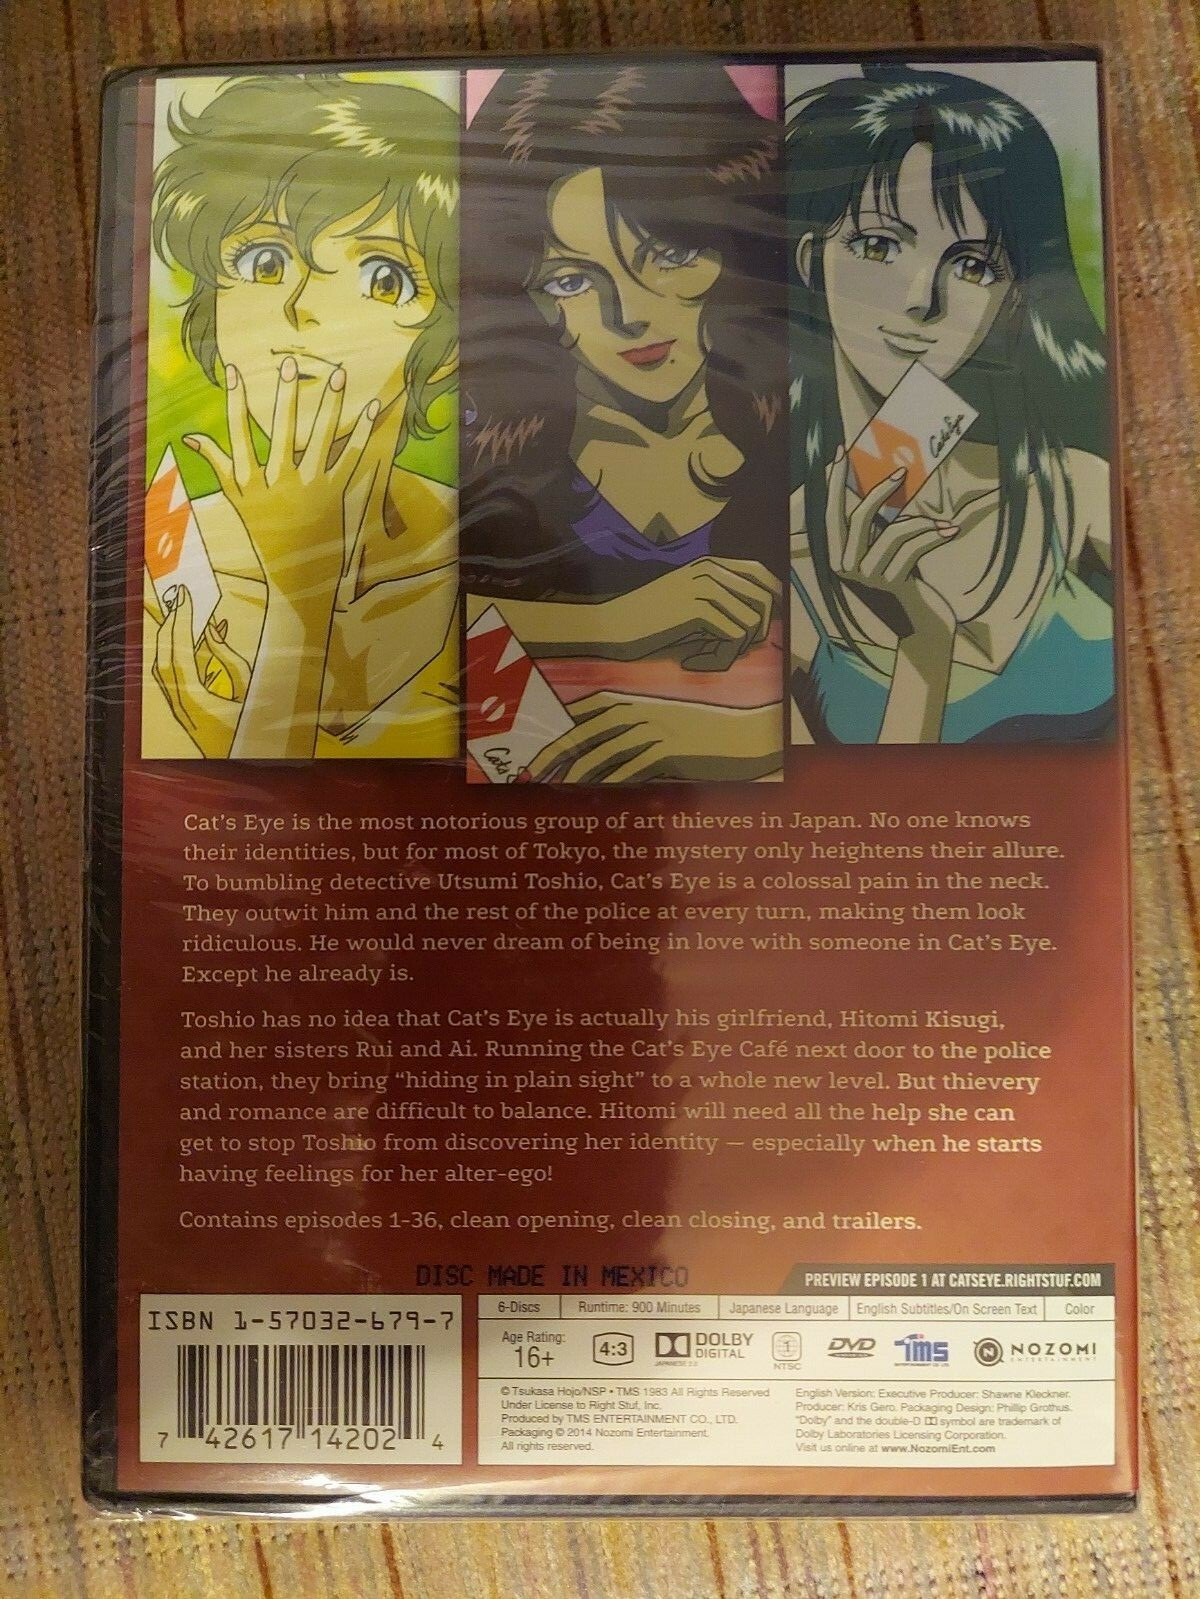 Cat's Eye
Cats
Cat's Eye is the most notorious group of art thieves in Japan. No one knows
their identities, but for most of Tokyo, the mystery only heightens their allure.
To bumbling detective Utsumi Toshio, Cat's Eye is a colossal pain in the neck.
They outwit him and the rest of the police at every turn, making them look
ridiculous. He would never dream of being in love with someone in Cat's Eye.
Except he already is.
Toshio has no idea that Cat's Eye is actually his girlfriend, Hitomi Kisugi,
and her sisters Rui and Ai. Running the Cat's Eye Café next door to the police
station, they bring “hiding in plain sight” to a whole new level. But thievery
and romance are difficult to balance. Hitomi will need all the help she can
get to stop Toshio from discovering her identity — especially when he starts
having feelings for her alter-ego!
Contains episodes 1-36, clean opening, clean closing, and trailers.
DISC MADE IN MEXICO
PREVIEW EPISODE 1 AT CATSEYE.RIGHTSTUF.COM
ISBN 1-57032-679-7
7 42617 14202 4
6-Discs Runtime: 900 Minutes Japanese Language English Subtitles/On Screen Text Color
Age Rating:
16+
4:3
DOLBY
DIGITAL
JAPANESE 2.0
1
NTSC
DVD
TMS
NOZOMI
ENTERTAINMENT
© Tsukasa Hojo/NSP • TMS 1983 All Rights Reserved
Under License to Right Stuf, Inc.
Produced by TMS ENTERTAINMENT CO., LTD.
Packaging © 2014 Nozomi Entertainment.
All rights reserved.
English Version: Executive Producer: Shawne Kleckner.
Producer: Kris Gero. Packaging Design: Phillip Grothus.
"Dolby" and the double-D symbol are trademark of
Dolby Laboratories Licensing Corporation.
Visit us online at www.NozomiEnt.com